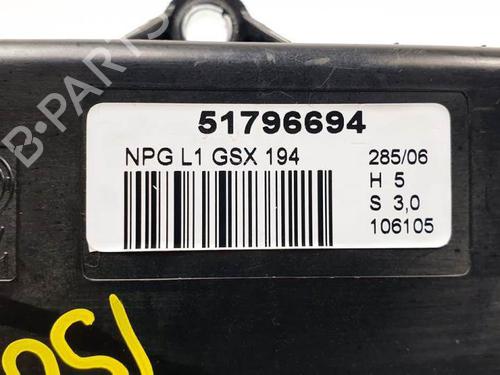 B-PARTS
51796694
NPG L1 GSX 194
285/06
H 5
S 3,0
106105